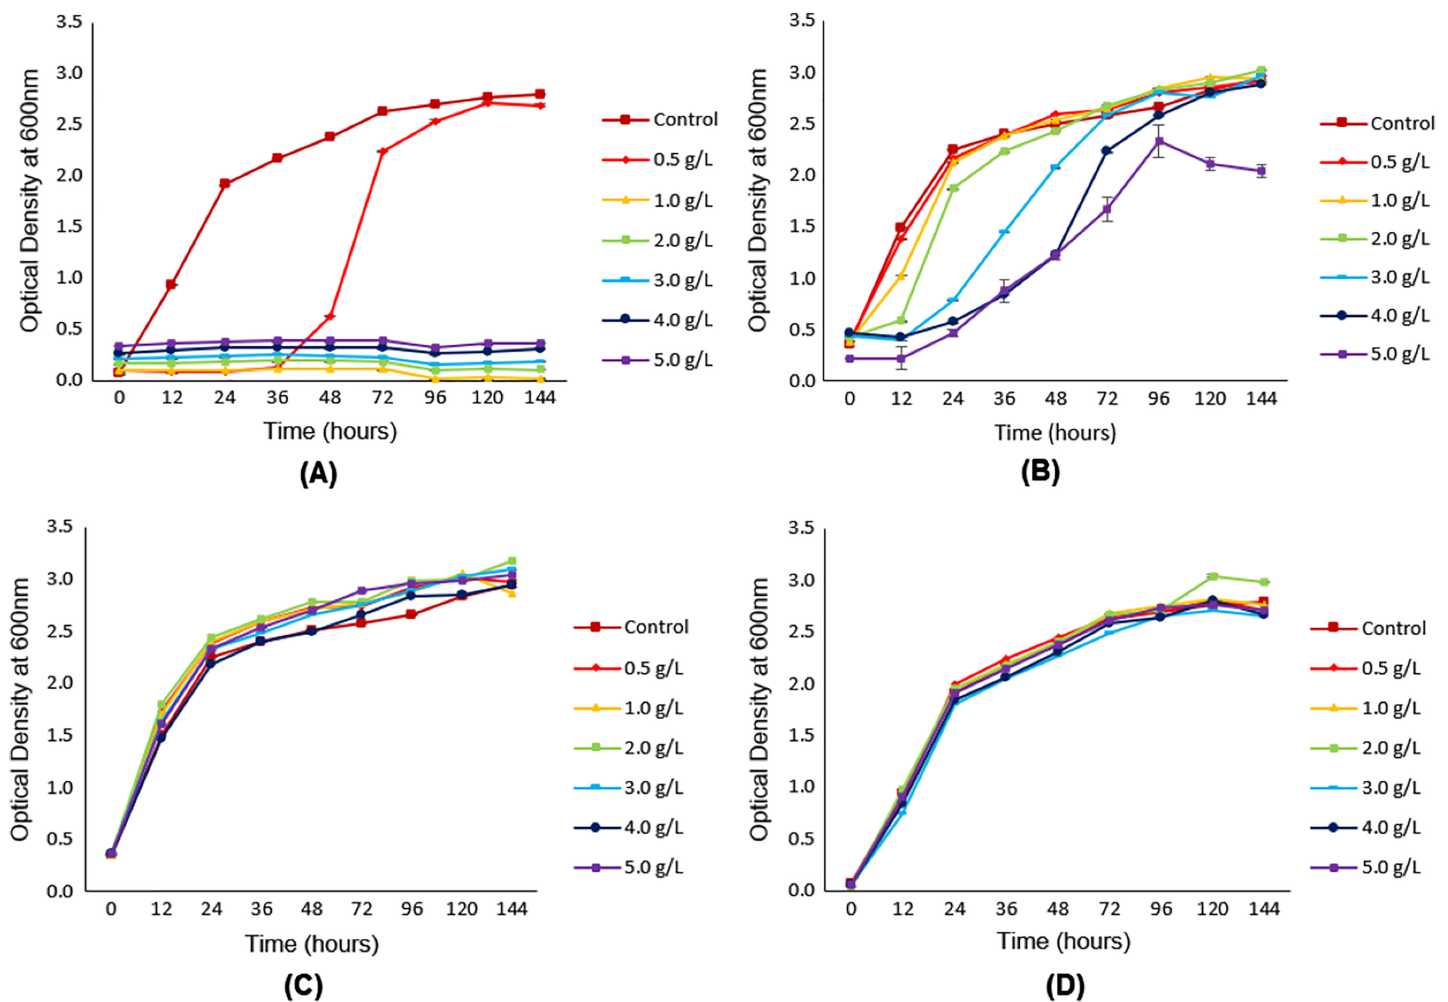 3.5
3.0
2.5
2.0
1.5
1.0
0.5
0.0
Optical Density at 600nm
0 12 24 36 48 72 96 120 144
Time (hours)
Control
0.5 g/L
1.0 g/L
2.0 g/L
3.0 g/L
4.0 g/L
5.0 g/L
(A)
3.5
3.0
2.5
2.0
1.5
1.0
0.5
0.0
Optical Density at 600nm
0 12 24 36 48 72 96 120 144
Time (hours)
Control
0.5 g/L
1.0 g/L
2.0 g/L
3.0 g/L
4.0 g/L
5.0 g/L
(B)
3.5
3.0
2.5
2.0
1.5
1.0
0.5
0.0
Optical Density at 600nm
0 12 24 36 48 72 96 120 144
Time (hours)
Control
0.5 g/L
1.0 g/L
2.0 g/L
3.0 g/L
4.0 g/L
5.0 g/L
(C)
3.5
3.0
2.5
2.0
1.5
1.0
0.5
0.0
Optical Density at 600nm
0 12 24 36 48 72 96 120 144
Time (hours)
Control
0.5 g/L
1.0 g/L
2.0 g/L
3.0 g/L
4.0 g/L
5.0 g/L
(D)